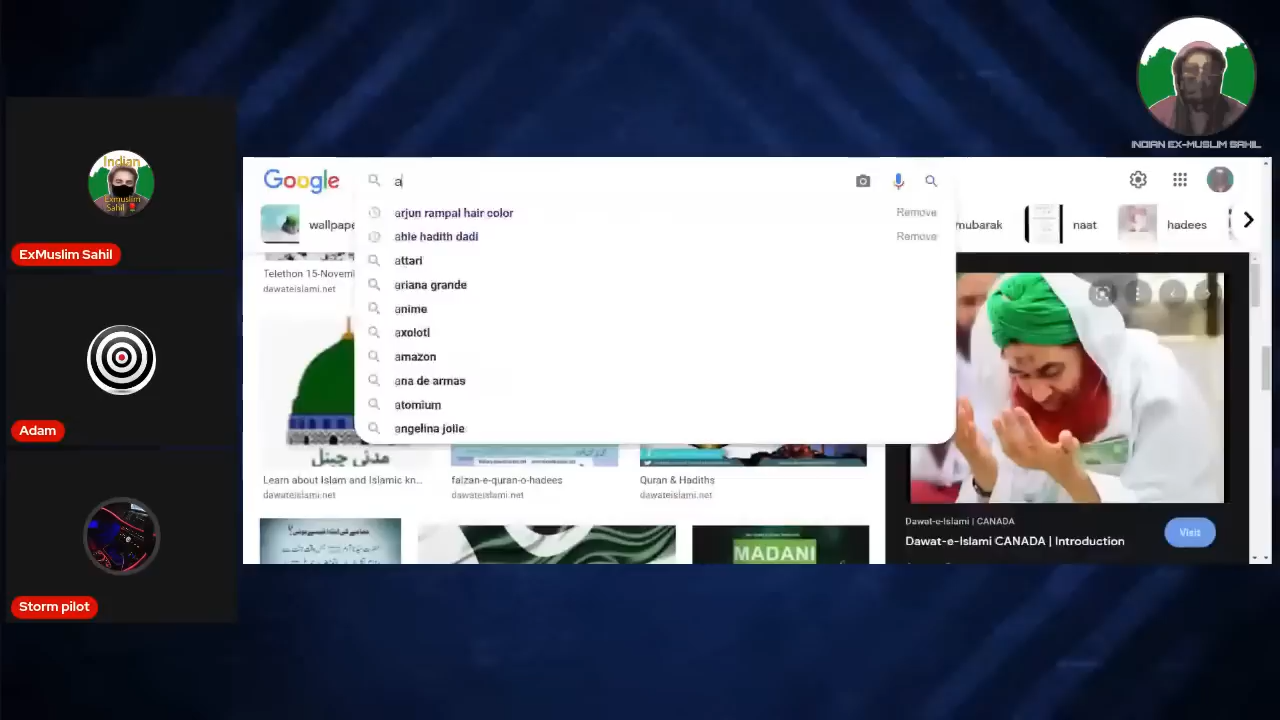 INDIAN EX-MUSLIM SAHIL
Indian
Exmuslim
Sahil
ExMuslim Sahil
Adam
Storm pilot
Google
a
arjun rampal hair color
Remove
ahle hadith dadi
Remove
attari
ariana grande
anime
axolotl
amazon
ana de armas
atomium
angelina jolie
wallpape
mubarak
naat
hadees
Telethon 15-Novem
dawateislami.net
مدنی چینل
Learn about Islam and Islamic kn...
dawateislami.net
faizan-e-quran-o-hadees
dawateislami.net
Quran & Hadiths
dawateislami.net
MADANI
Dawat-e-Islami | CANADA
Dawat-e-Islami CANADA | Introduction
Visit